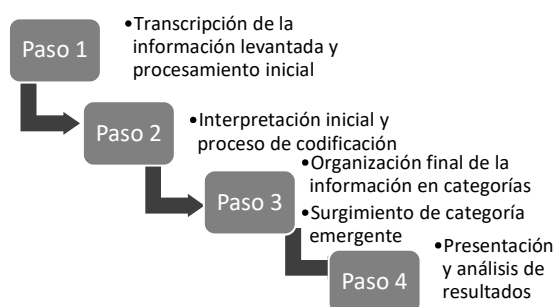 Paso 1
•Transcripción de la
información levantada y
procesamiento inicial
Paso 2
•Interpretación inicial y
proceso de codificación
Paso 3
•Organización final de la
información en categorías
•Surgimiento de categoría
emergente
Paso 4
•Presentación
y análisis de
resultados